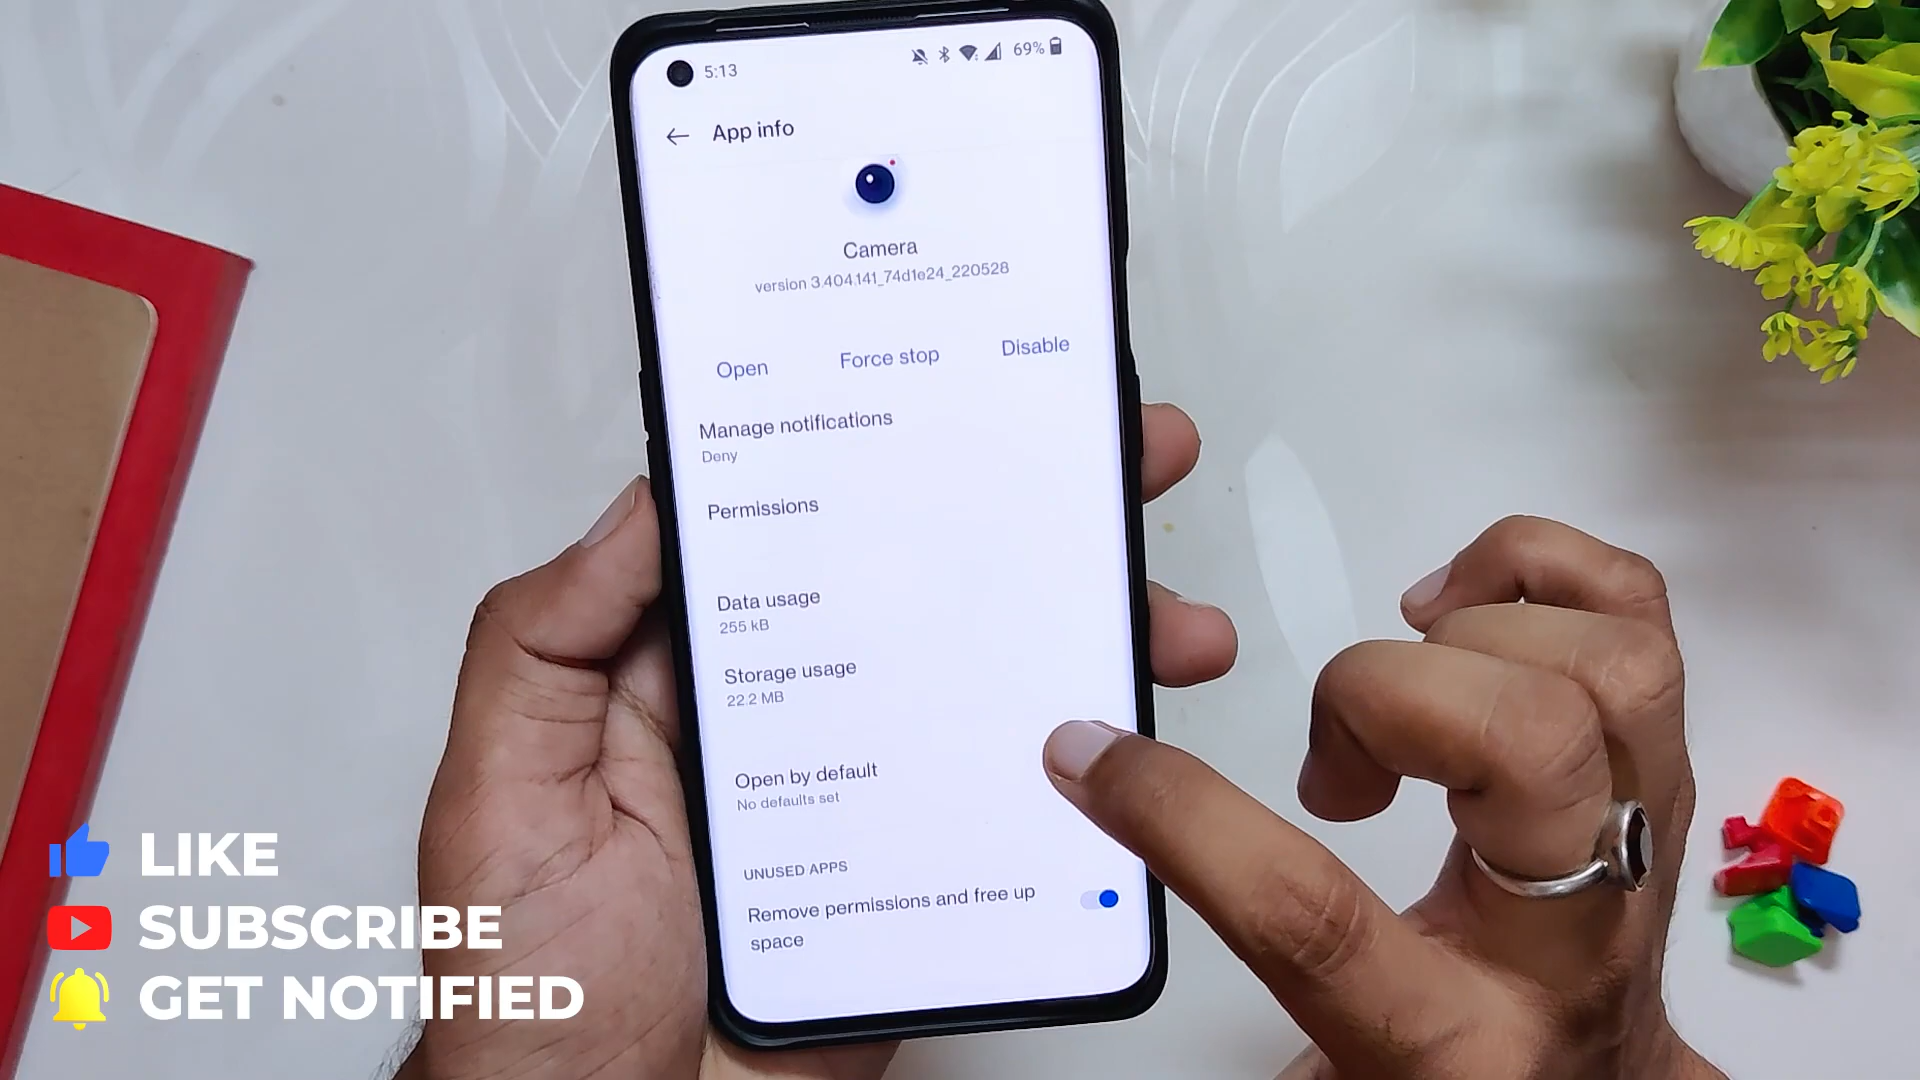 5:13
69%
App info
Camera
version 3.404.141_74d1e24_220528
Open
Force stop
Disable
Manage notifications
Deny
Permissions
Data usage
255 kB
Storage usage
22.2 MB
Open by default
No defaults set
UNUSED APPS
Remove permissions and free up
space
LIKE
SUBSCRIBE
GET NOTIFIED